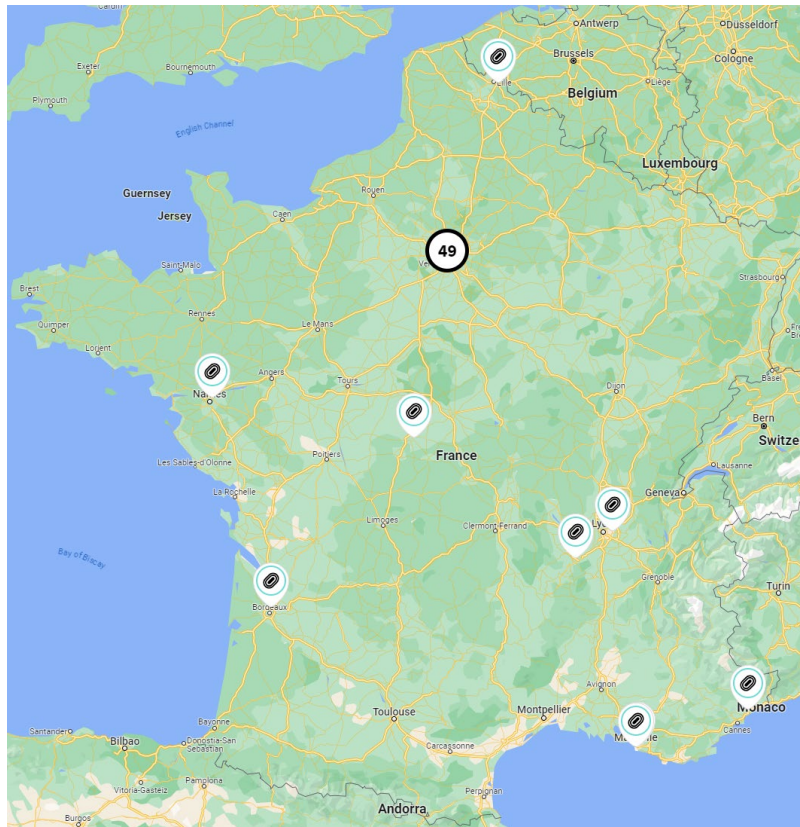 Cardiff
Exeter
Bournemouth
Plymouth
English Channel
Antwerp
Düsseldorf
Brussels
Cologne
Lille
Liège
Belgium
Luxembourg
Guernsey
Jersey
Rouen
Caen
49
Saint-Malo
Strasbourg
Brest
Quimper
Rennes
Le Mans
Lorient
Angers
Tours
Dijon
Basel
Bern
France
Poitiers
Les Sables-d'Olonne
La Rochelle
Lausanne
Geneva
Limoges
Clermont-Ferrand
Bay of Biscay
Grenoble
Turin
Bordeaux
Avignon
Monaco
Toulouse
Montpellier
Cannes
Bayonne
Santander
Bilbao
Donostia-San
Sebastian
Carcassonne
Vitoria-Gasteiz
Pamplona
Perpignan
Andorra
Burgos